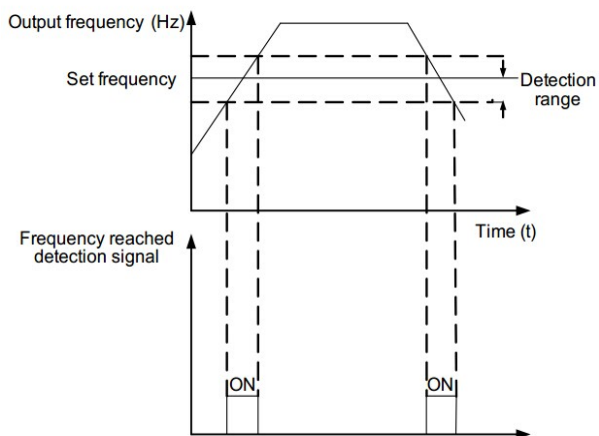 Output frequency (Hz)
Set frequency
Detection
range
Time (t)
Frequency reached
detection signal
ON
ON